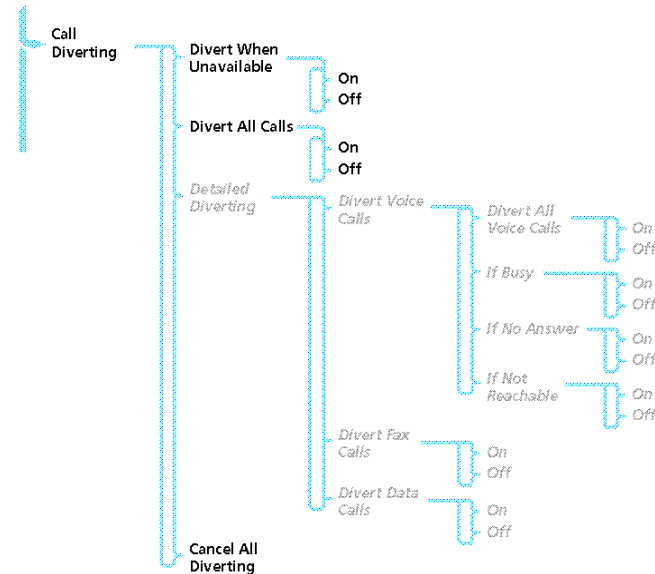 Call
Diverting
Divert When
Unavailable
On
Off
Divert All Calls
On
Off
Detailed
Diverting
Divert Voice
Calls
Divert All
Voice Calls
On
Off
If Busy
On
Off
If No Answer
On
Off
If Not
Reachable
On
Off
Divert Fax
Calls
On
Off
Divert Data
Calls
On
Off
Cancel All
Diverting